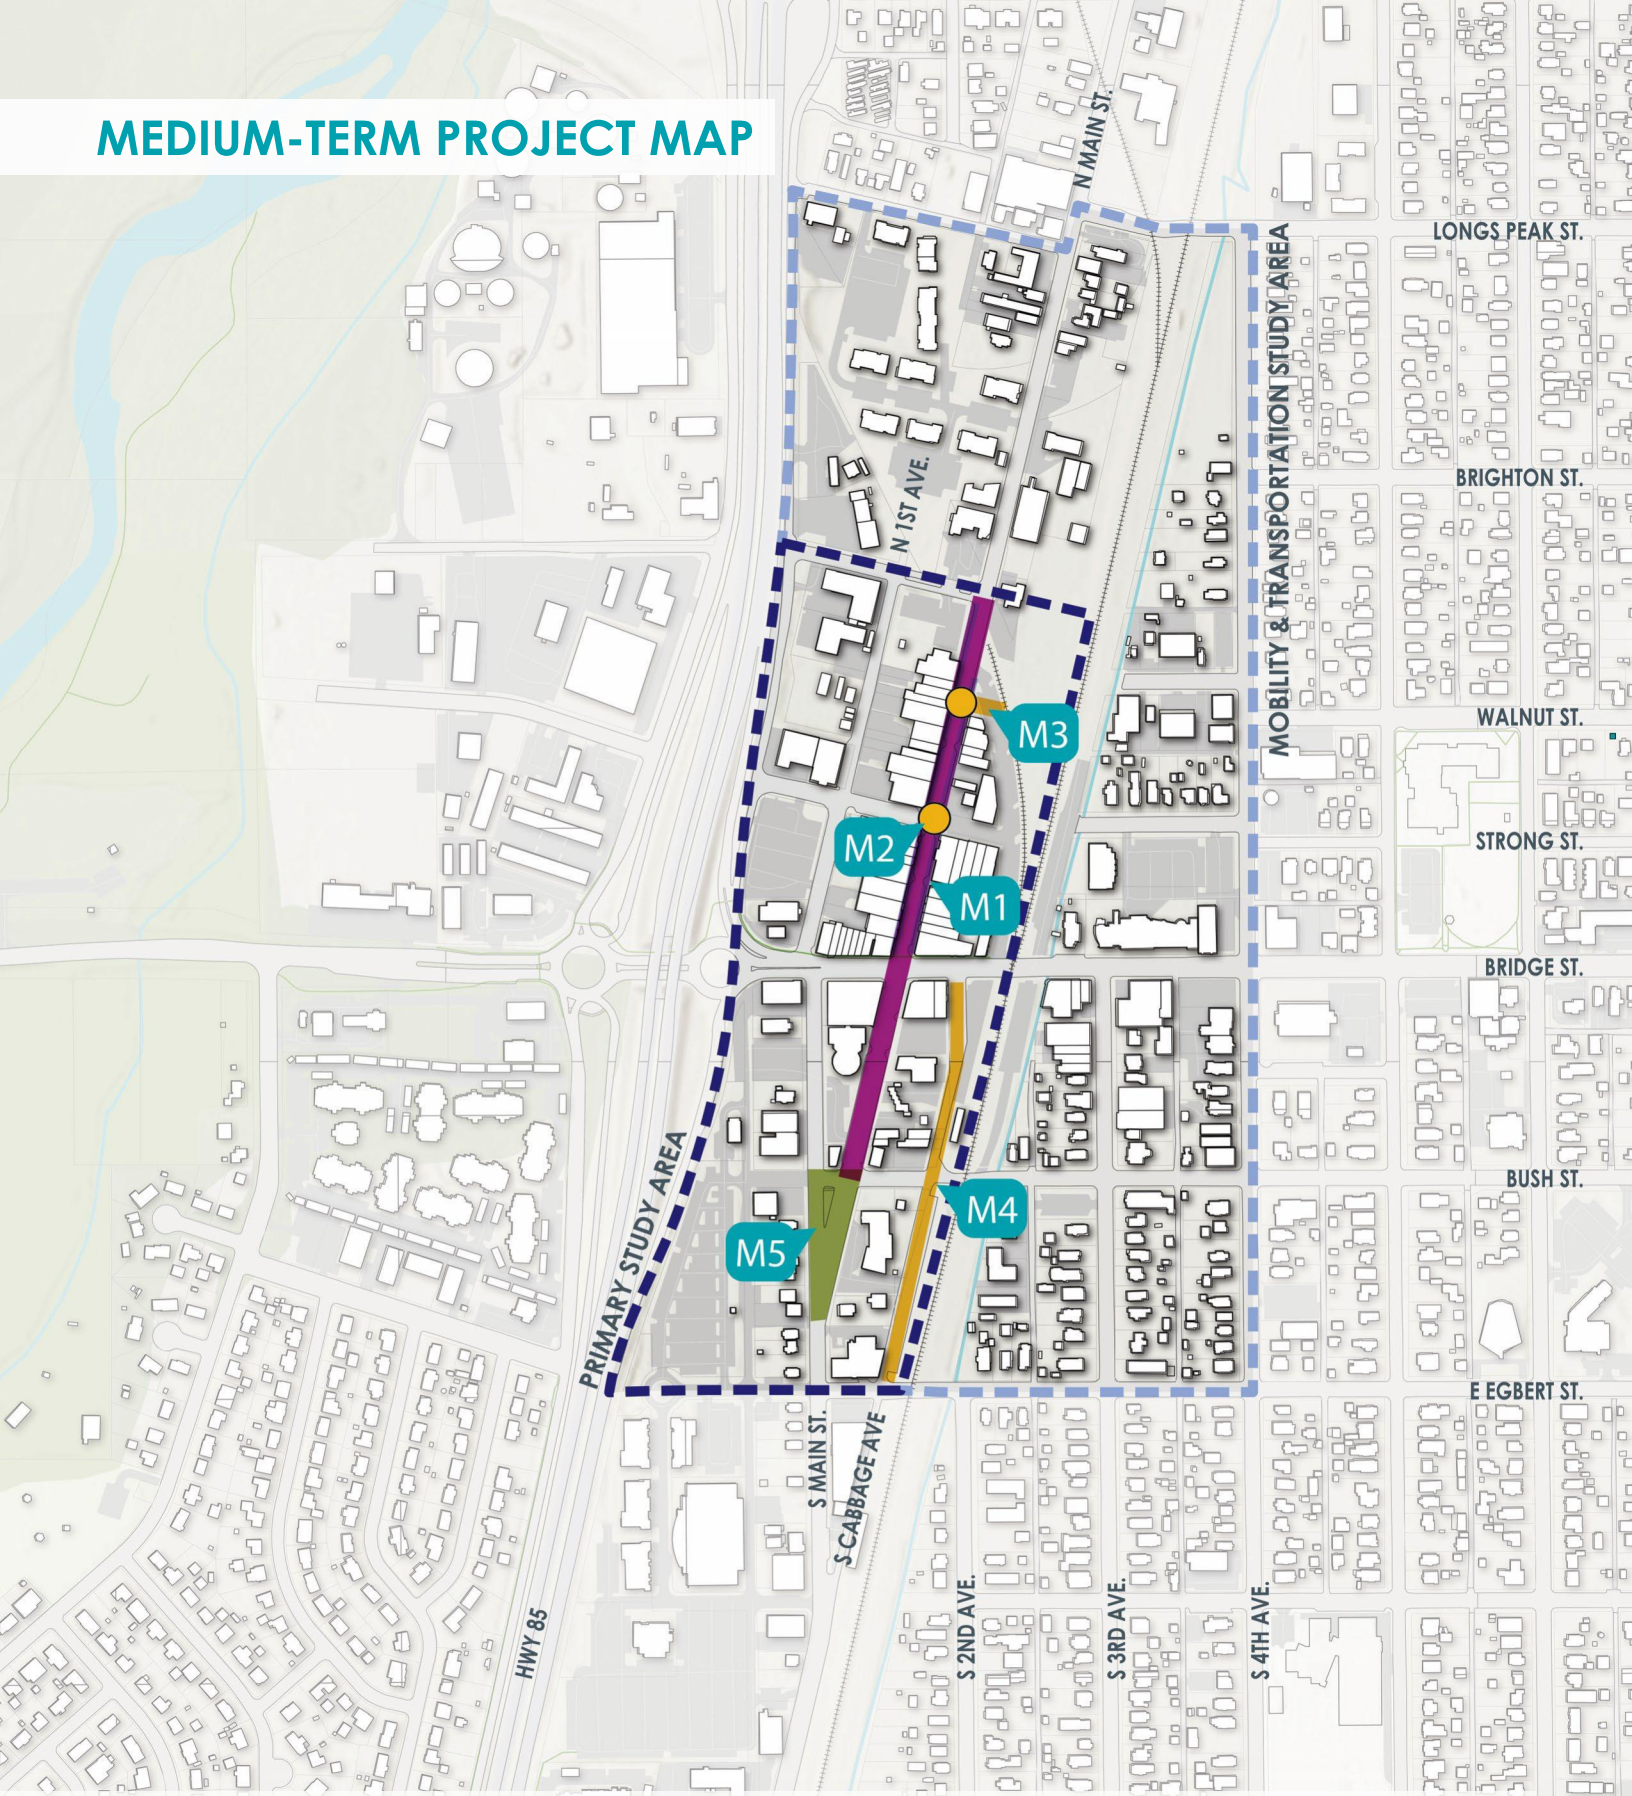 MEDIUM-TERM PROJECT MAP
N MAIN ST.
LONGS PEAK ST.
MOBILITY & TRANSPORTATION STUDY AREA
BRIGHTON ST.
N 1ST AVE.
WALNUT ST.
M3
STRONG ST.
M2
M1
BRIDGE ST.
BUSH ST.
M4
M5
PRIMARY STUDY AREA
E EGBERT ST.
S MAIN ST.
S CABBAGE AVE
HWY 85
S 2ND AVE.
S 3RD AVE.
S 4TH AVE.